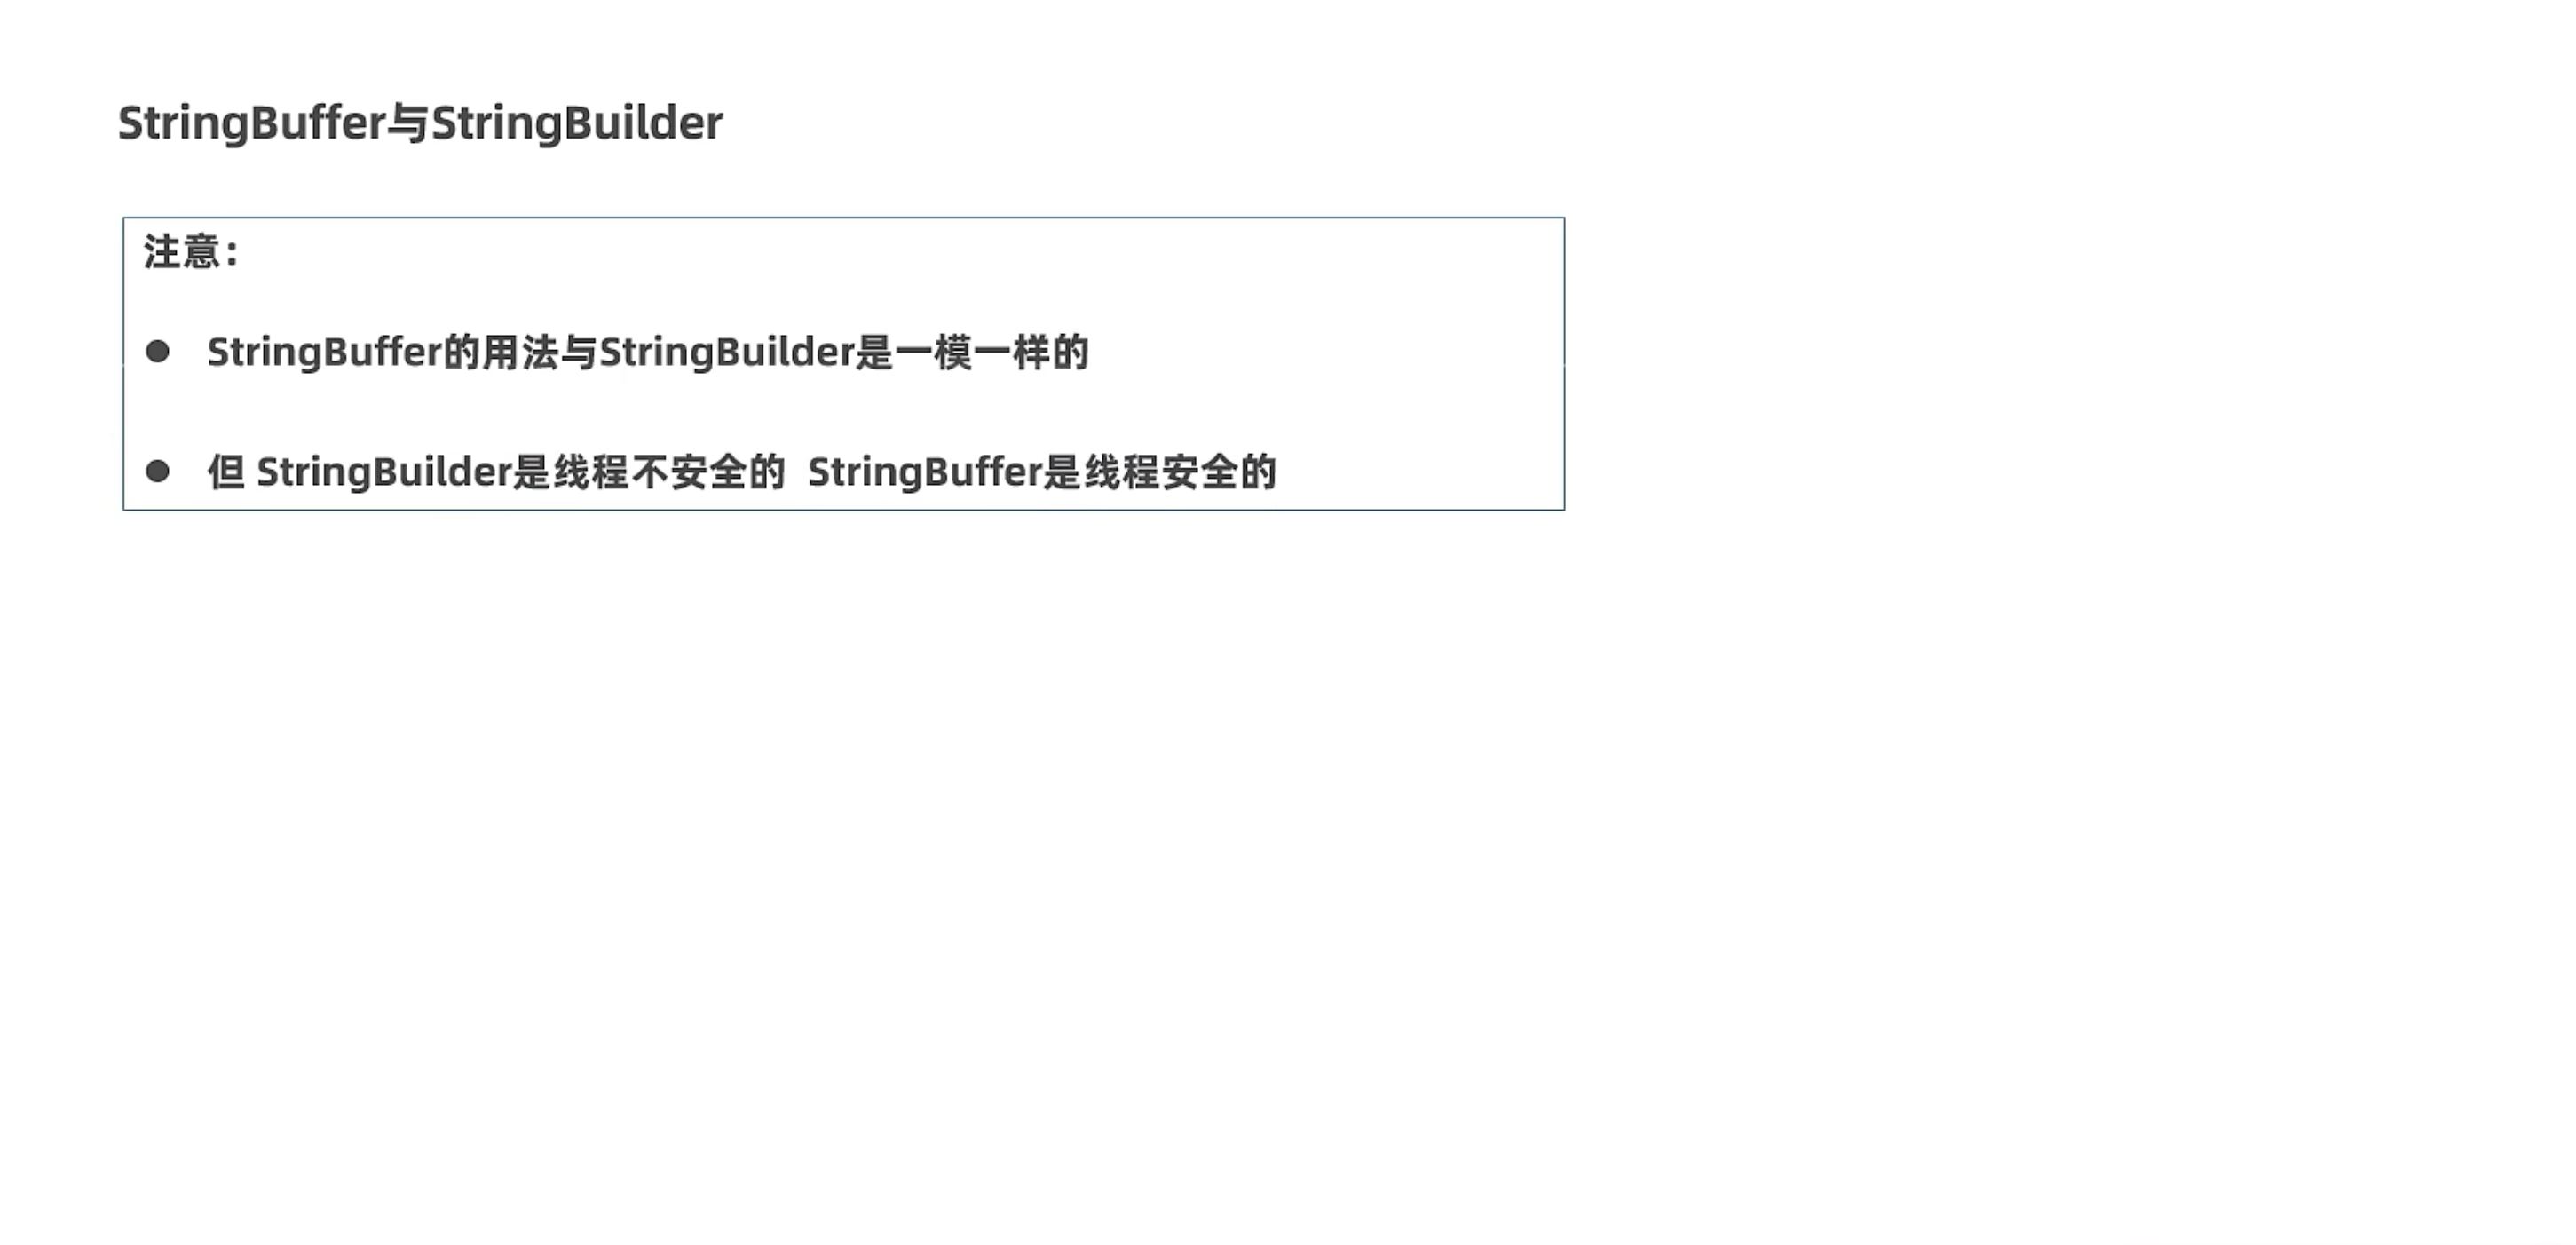 StringBuffer与StringBuilder
注意：
● StringBuffer的用法与StringBuilder是一模一样的
● 但 StringBuilder是线程不安全的 StringBuffer是线程安全的